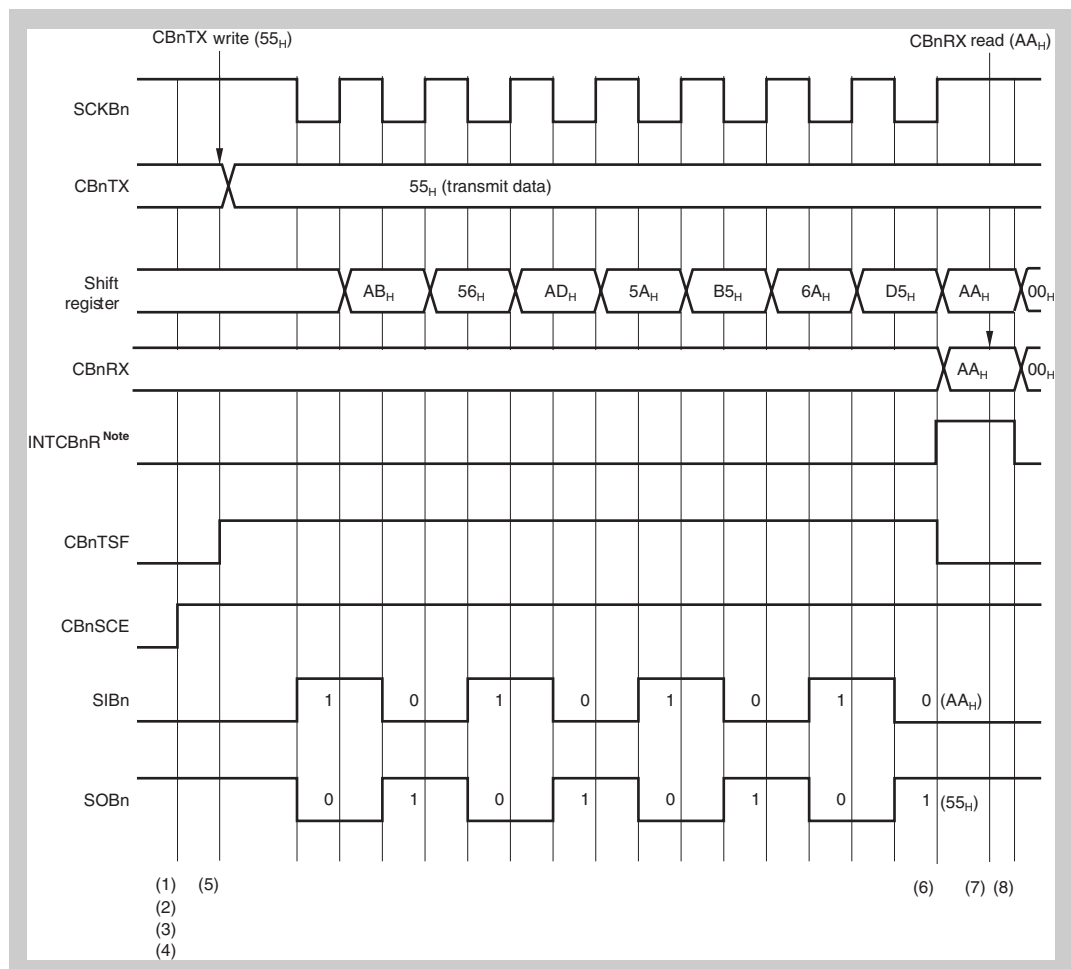 CBnTX write (55H)
CBnRX read (AAH)
SCKBn
CBnTX
55H (transmit data)
Shift
register
ABH
56H
ADH
5AH
B5H
6AH
D5H
AAH
00H
CBnRX
AAH
00H
INTCBnR Note
CBnTSF
CBnSCE
SIBn
1
0
1
0
1
0
1
0 (AAH)
SOBn
0
1
0
1
0
1
0
1 (55H)
(1)
(5)
(6)
(7)
(8)
(2)
(3)
(4)